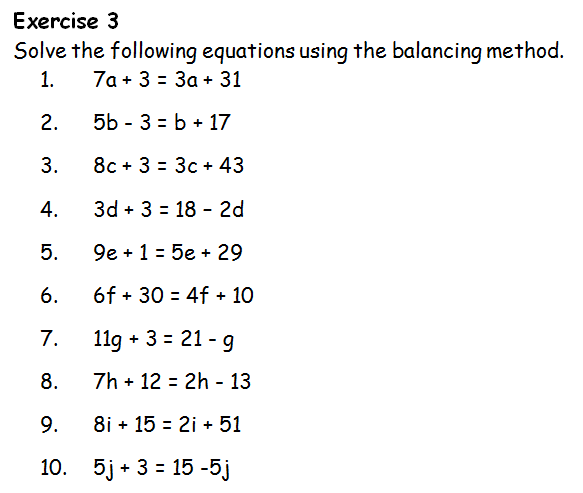 Exercise 3
Solve the following equations using the balancing method.
1. 7a + 3 = 3a + 31
2. 5b - 3 = b + 17
3. 8c + 3 = 3c + 43
4. 3d + 3 = 18 – 2d
5. 9e + 1 = 5e + 29
6. 6f + 30 = 4f + 10
7. 11g + 3 = 21 - g
8. 7h + 12 = 2h - 13
9. 8i + 15 = 2i + 51
10. 5j + 3 = 15 -5j